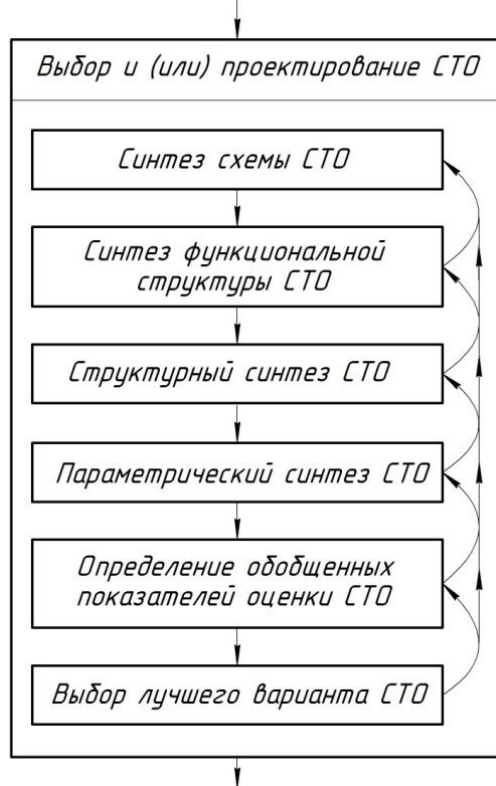 Выбор и (или) проектирование СТО
Синтез схемы СТО
Синтез функциональной
структуры СТО
Структурный синтез СТО
Параметрический синтез СТО
Определение обобщенных
показателей оценки СТО
Выбор лучшего варианта СТО